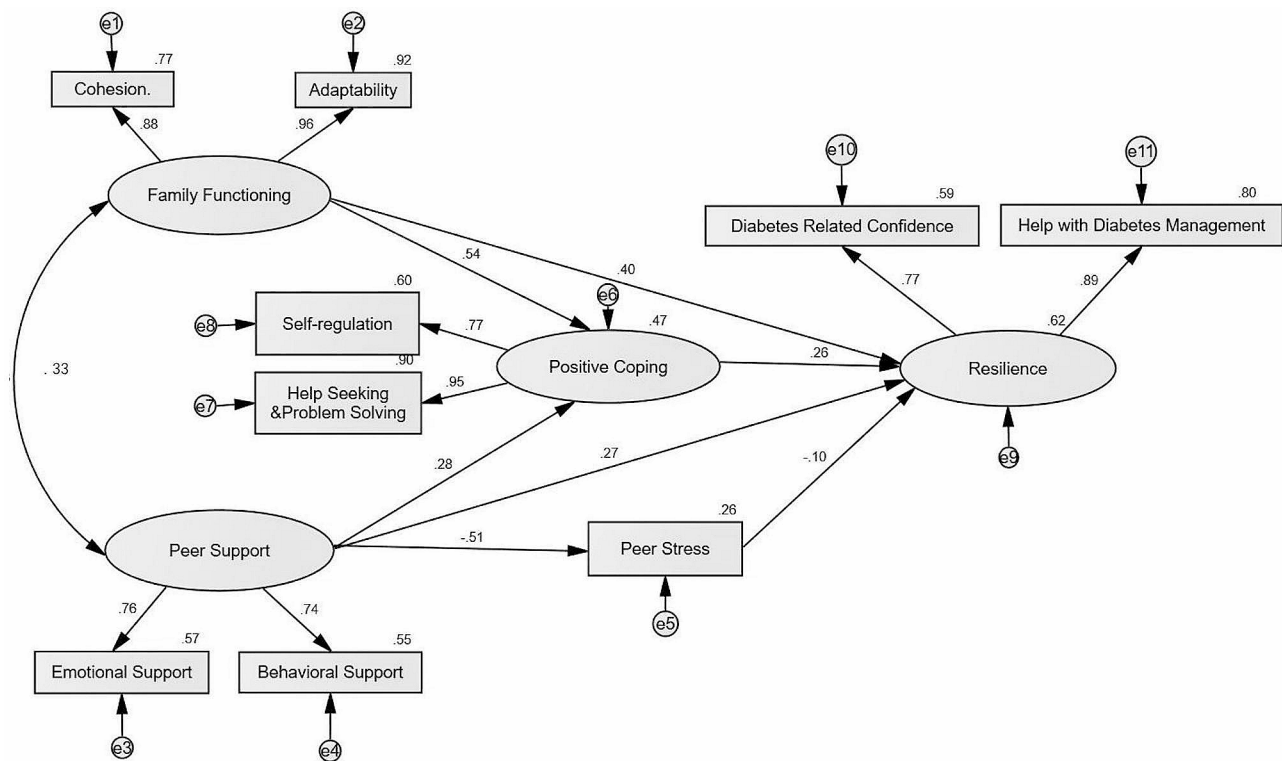 e1
e2
.77
.92
Cohesion.
Adaptability
.88
.96
e10
e11
Family Functioning
.59
.80
Diabetes Related Confidence
Help with Diabetes Management
.54
.40
.60
e6
.77
.89
e8
Self-regulation
.77
.47
.62
.90
Positive Coping
.26
Resilience
. 33
.95
e7
Help Seeking
&Problem Solving
.28
.27
-.10
e9
.26
Peer Support
-.51
Peer Stress
.76
.74
e5
.57
.55
Emotional Support
Behavioral Support
e3
e4